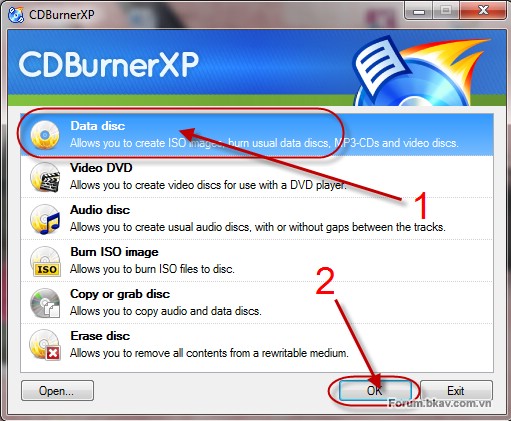 CDBurnerXP
CDBurnerXP
Data disc
Allows you to create ISO images, burn usual data discs, MP3-CDs and video discs.
1
Video DVD
Allows you to create video discs for use with a DVD player.
Audio disc
Allows you to create usual audio discs, with or without gaps between the tracks.
Burn ISO image
ISO
Allows you to burn ISO files to disc.
2
Copy or grab disc
Allows you to copy audio and data discs.
Erase disc
Allows you to remove all contents from a rewritable medium.
Open...
OK
Exit
Forum.bkav.com.vn